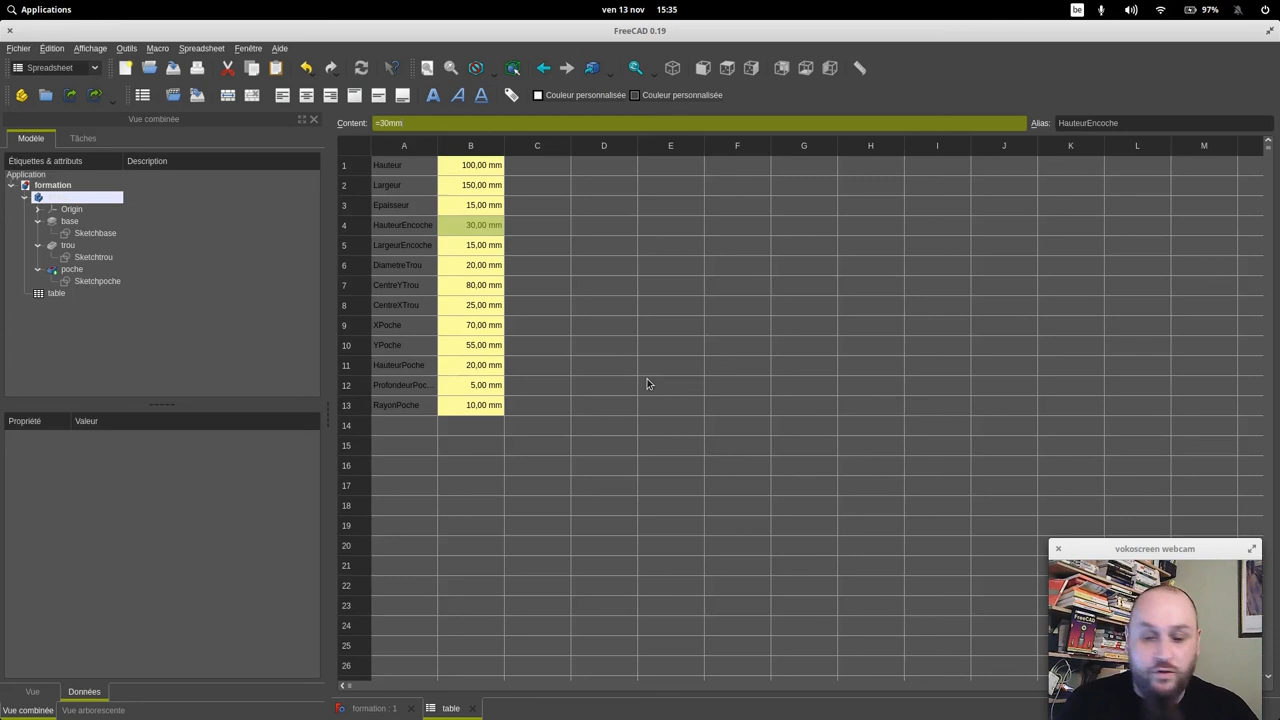 Applications
ven 13 nov 15:35
be
97%
FreeCAD 0.19
Fichier Édition Affichage Outils Macro Spreadsheet Fenêtre Aide
Spreadsheet
Couleur personnalisée Couleur personnalisée
Vue combinée
Content: =30mm Alias: HauteurEncoche
Modèle Tâches
Étiquettes & attributs Description
Application
formation
Origin
base
Sketchbase
trou
Sketchtrou
poche
Sketchpoche
table
Propriété Valeur
Vue Données
Vue combinée Vue arborescente
A B C D E F G H I J K L M
1 Hauteur 100,00 mm
2 Largeur 150,00 mm
3 Epaisseur 15,00 mm
4 HauteurEncoche 30,00 mm
5 LargeurEncoche 15,00 mm
6 DiametreTrou 20,00 mm
7 CentreYTrou 80,00 mm
8 CentreXTrou 25,00 mm
9 XPoche 70,00 mm
10 YPoche 55,00 mm
11 HauteurPoche 20,00 mm
12 ProfondeurPoc... 5,00 mm
13 RayonPoche 10,00 mm
14
15
16
17
18
19
20
21
22
23
24
25
26
formation : 1 table
vokoscreen webcam
FreeCAD